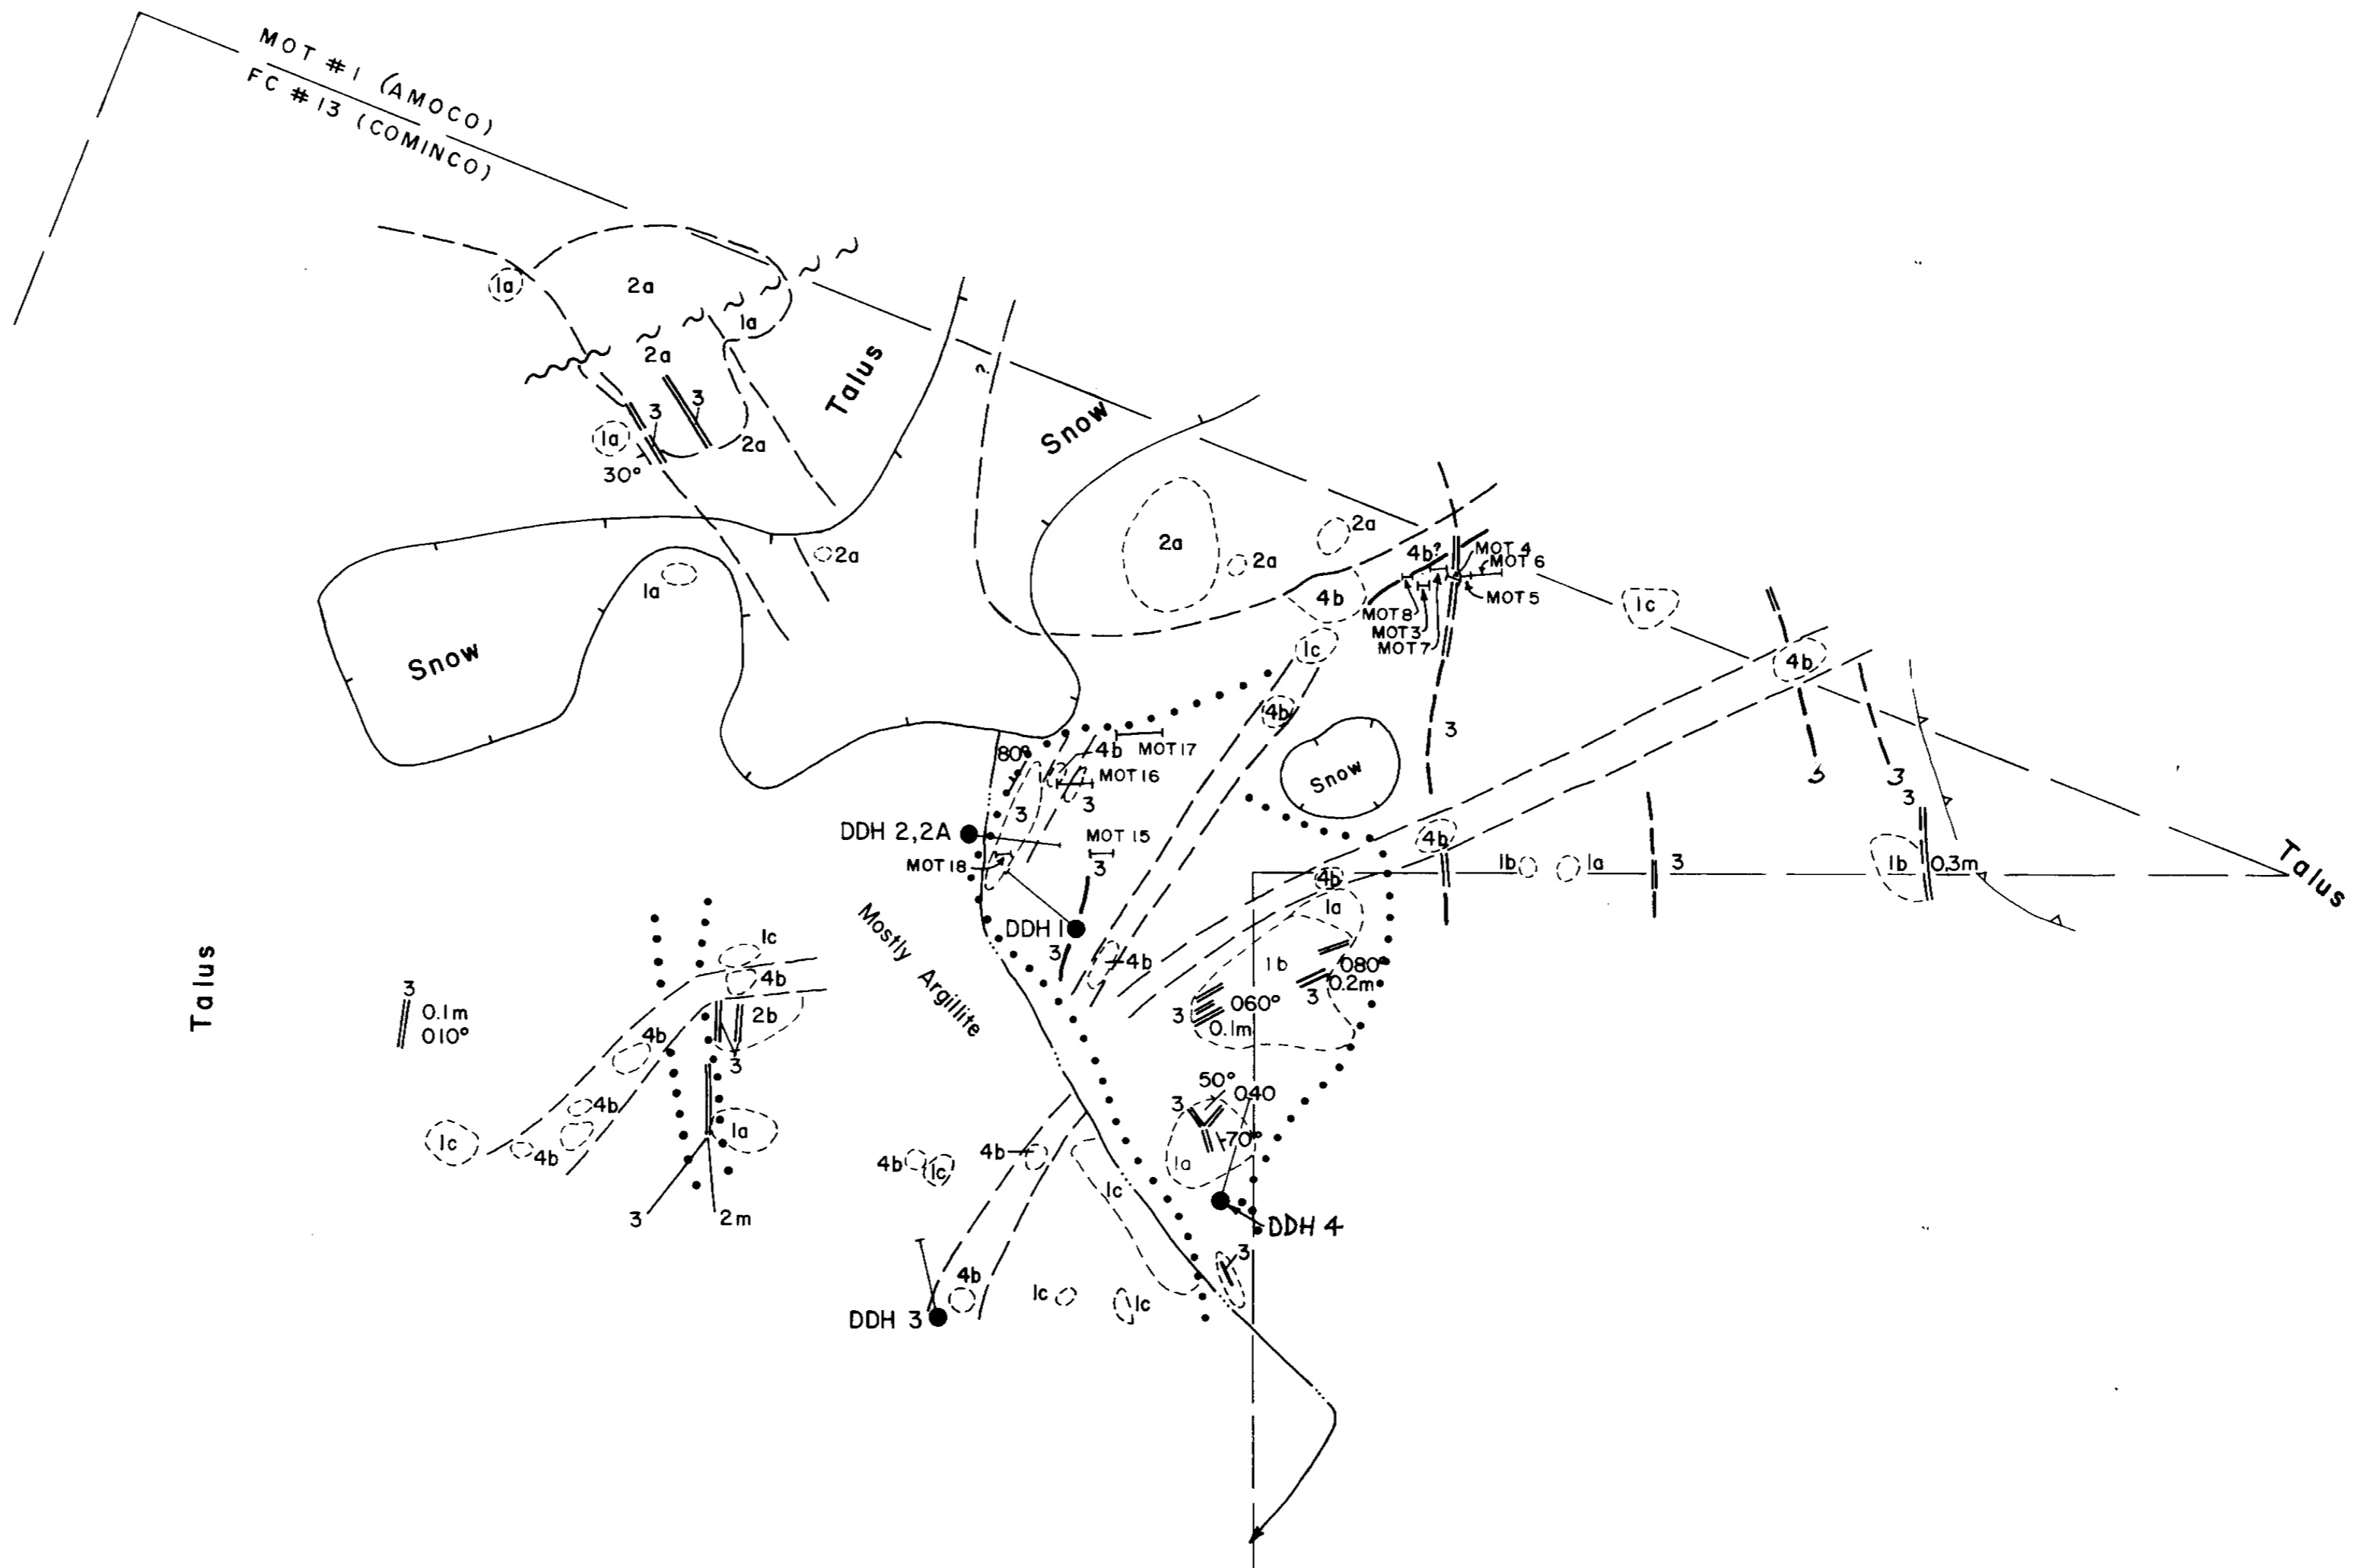 MOT #1 (AMOCO)
FC #13 (COMINCO)
1a
2a
1a
2a
Talus
?
3
3
1a
2a
30°
Snow
2a
2a
2a
2a
1a
4b?
MOT 4
MOT 6
MOT 5
4b
MOT 8
MOT 3
MOT 7
1c
1c
Snow
4b
4b
3
80°
4b
MOT 17
MOT 16
3
3
Snow
3
3
3
DDH 2,2A
MOT 15
MOT 18
3
4b
4b
1b
1a
3
1b
0.3m
Talus
1a
Mostly Argillite
DDH 1
3
4b
1b
080°
0.2m
3
060°
3
0.1m
Talus
3
0.1m
010°
1c
4b
2b
4b
3
4b
1c
4b
1a
3
2m
50°
040
3
70°
1a
4b
1c
4b
1c
DDH 4
3
4b
1c
1c
DDH 3